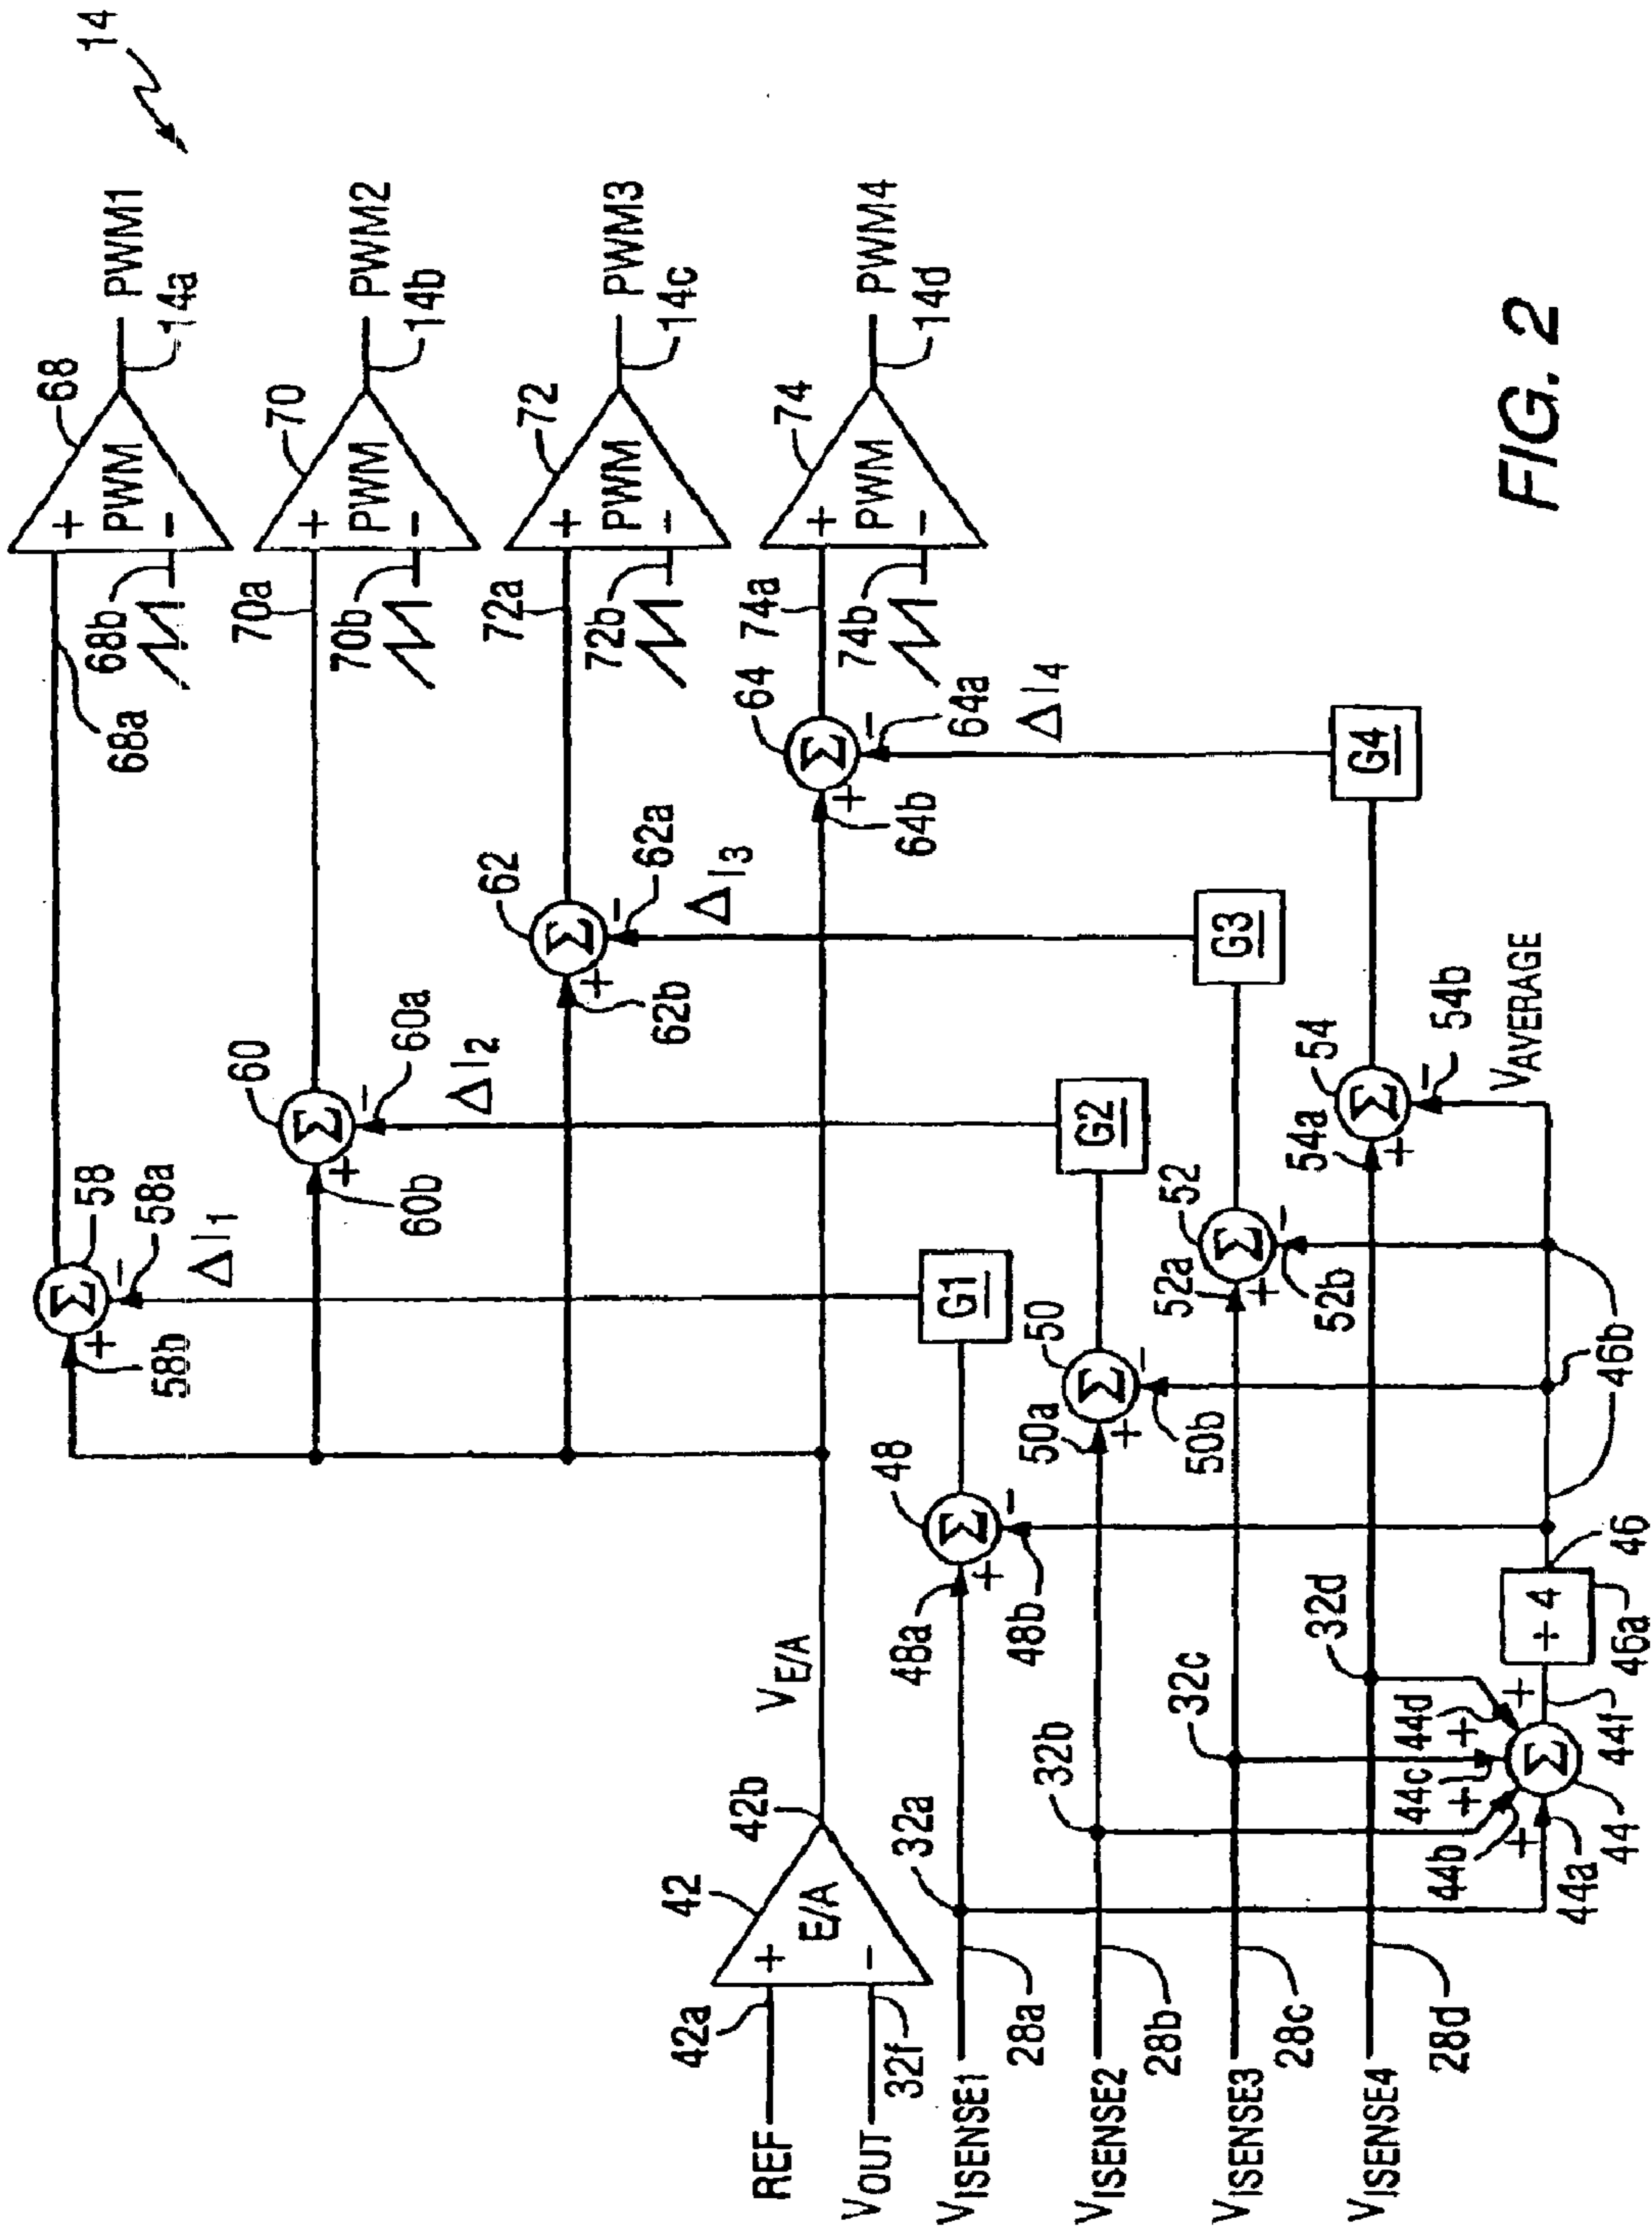 14
68
68a
68b
+
PWM
-
PWM1
14a
58
58a
58b
Σ
+
-
ΔI1
70
70a
70b
+
PWM
-
PWM2
14b
60
60a
60b
Σ
+
-
ΔI2
72
72a
72b
+
PWM
-
PWM3
14c
62
62a
62b
Σ
+
-
ΔI3
74
74a
74b
+
PWM
-
PWM4
14d
64
64a
64b
Σ
+
-
ΔI4
REF
42a
42
+
E/A
-
42b
VE/A
VOUT
32f
VISENSE1
28a
32a
48a
48
48b
Σ
+
-
G1
VISENSE2
28b
32b
50a
50
50b
Σ
+
-
G2
VISENSE3
28c
32c
52a
52
52b
Σ
+
-
G3
VISENSE4
28d
32d
54a
54
54b
Σ
+
-
G4
44b
44c
44d
+
+
+
+
Σ
44a
44
44f
÷ 4
46a
46
46b
VAVERAGE
FIG. 2